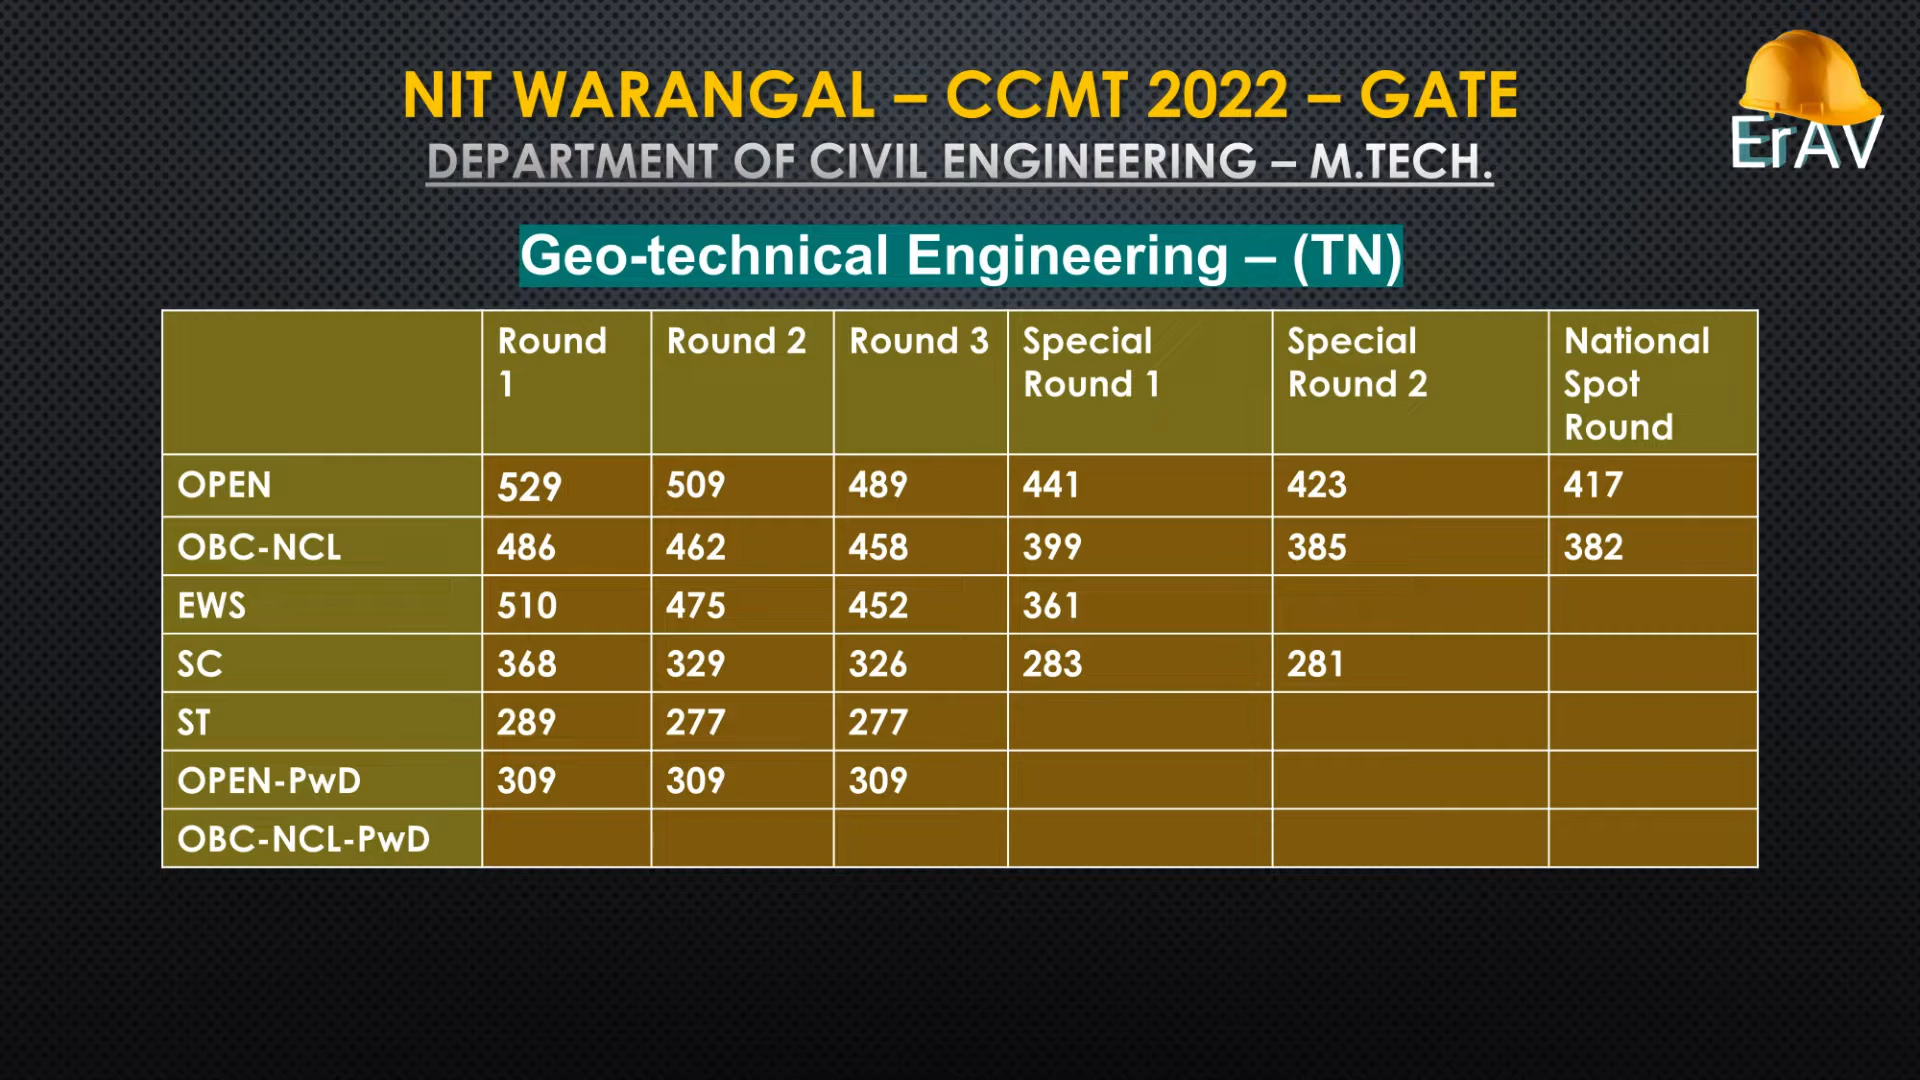 NIT WARANGAL – CCMT 2022 – GATE
DEPARTMENT OF CIVIL ENGINEERING – M.TECH.
ErAV
Geo-technical Engineering – (TN)
Round 1 Round 2 Round 3 Special Round 1 Special Round 2 National Spot Round
OPEN 529 509 489 441 423 417
OBC-NCL 486 462 458 399 385 382
EWS 510 475 452 361
SC 368 329 326 283 281
ST 289 277 277
OPEN-PwD 309 309 309
OBC-NCL-PwD